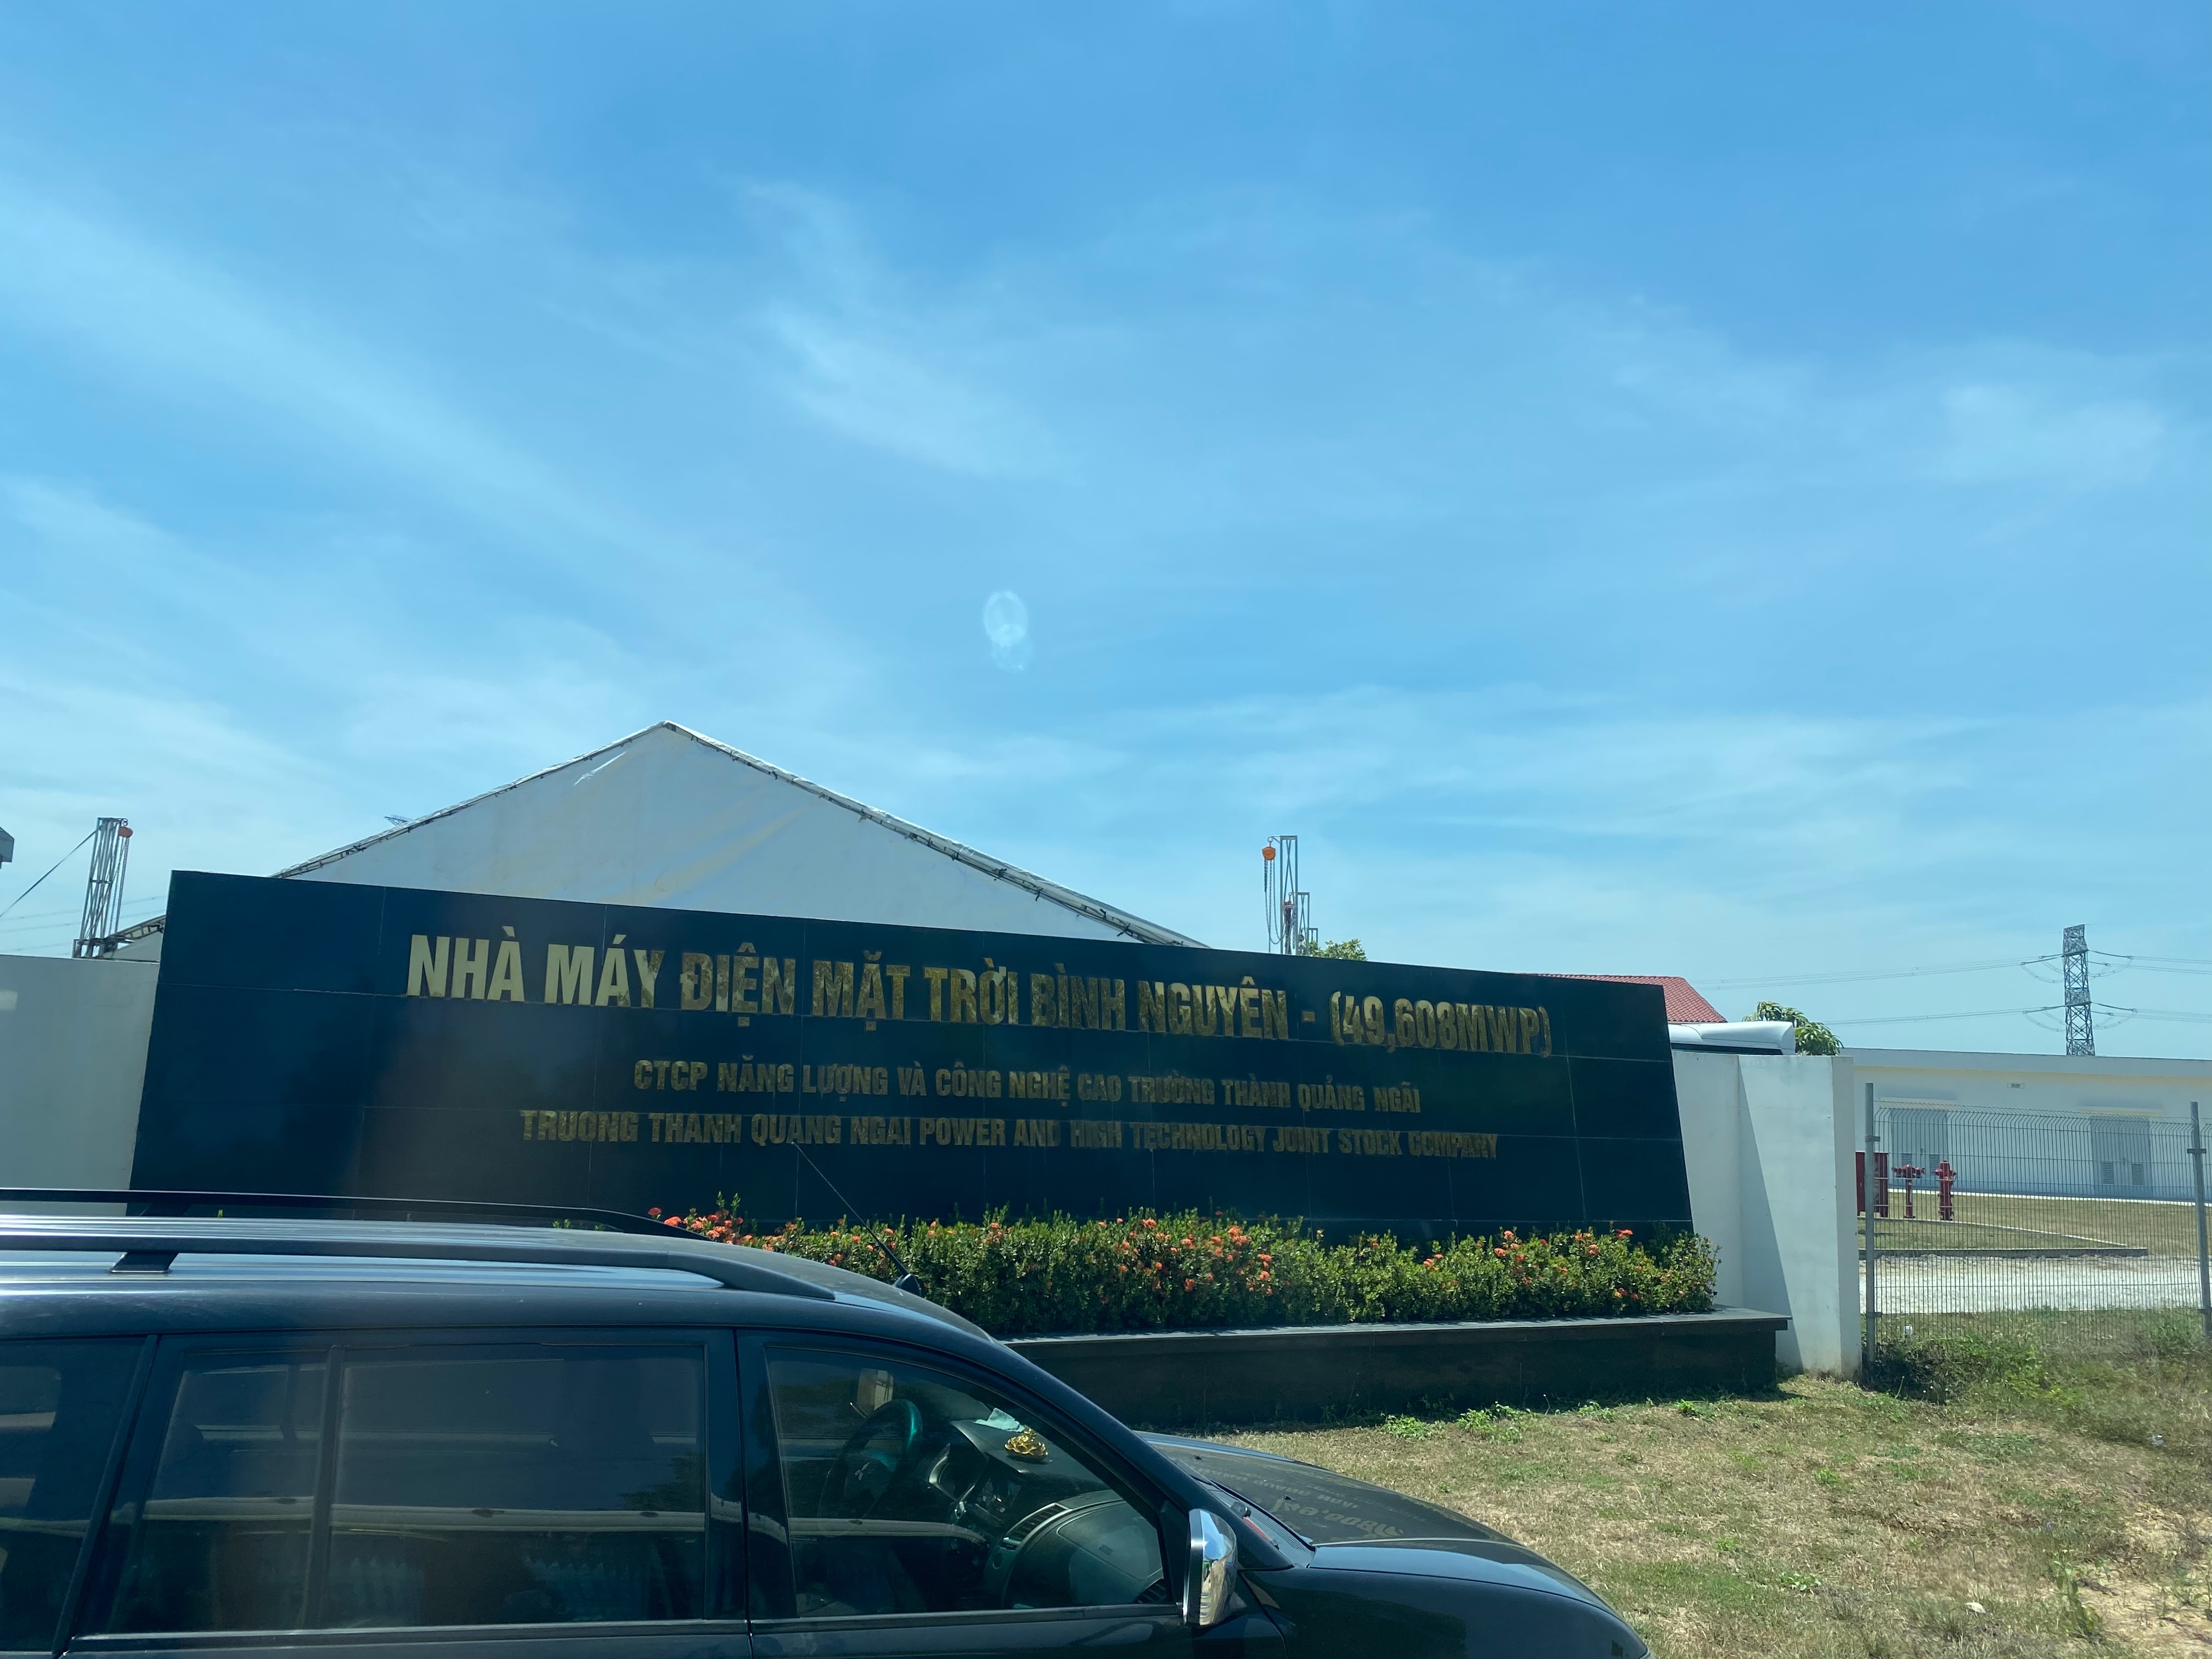 NHÀ MÁY ĐIỆN MẶT TRỜI BÌNH NGUYÊN - (49,608MWP)
CTCP NĂNG LƯỢNG VÀ CÔNG NGHỆ CAO TRƯỜNG THÀNH QUẢNG NGÃI
TRUONG THANH QUANG NGAI POWER AND HIGH TECHNOLOGY JOINT STOCK COMPANY